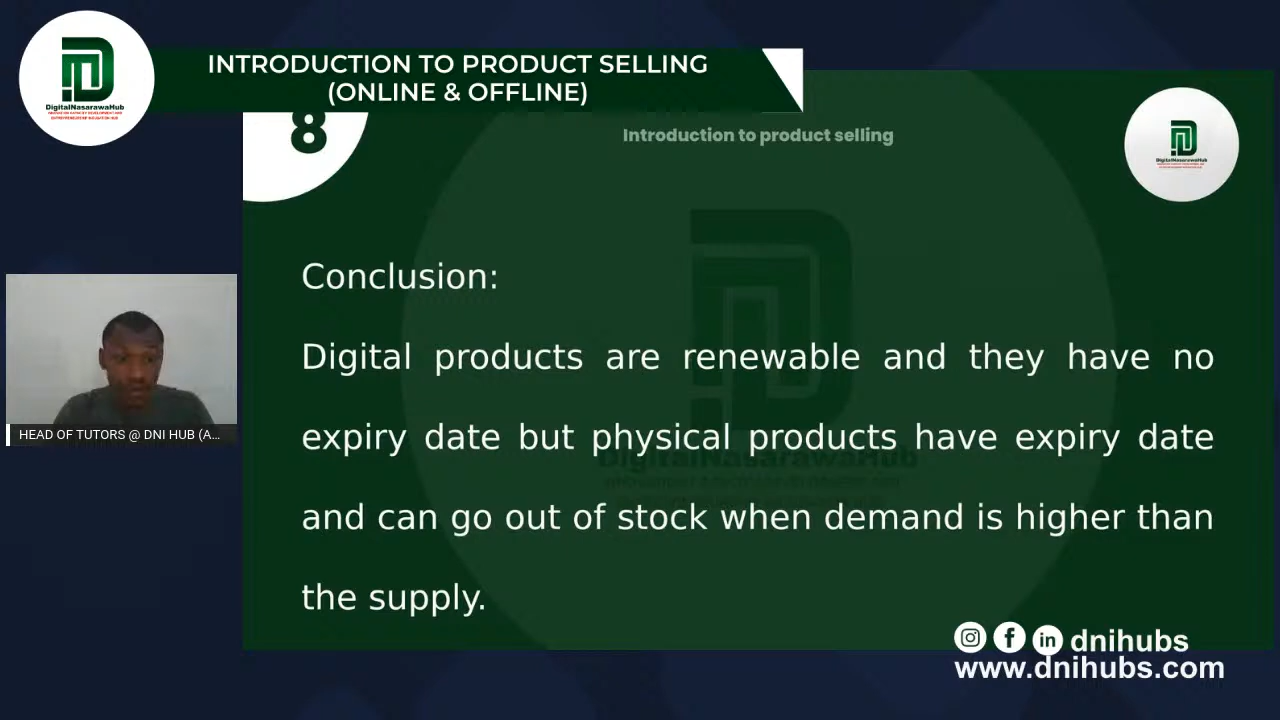 INTRODUCTION TO PRODUCT SELLING
(ONLINE & OFFLINE)
DigitalNasarawaHub
8
Introduction to product selling
DigitalNasarawaHub
Conclusion:
Digital products are renewable and they have no
expiry date but physical products have expiry date
and can go out of stock when demand is higher than
the supply.
DigitalNasarawaHub
HEAD OF TUTORS @ DNI HUB (A...
dnihubs
www.dnihubs.com